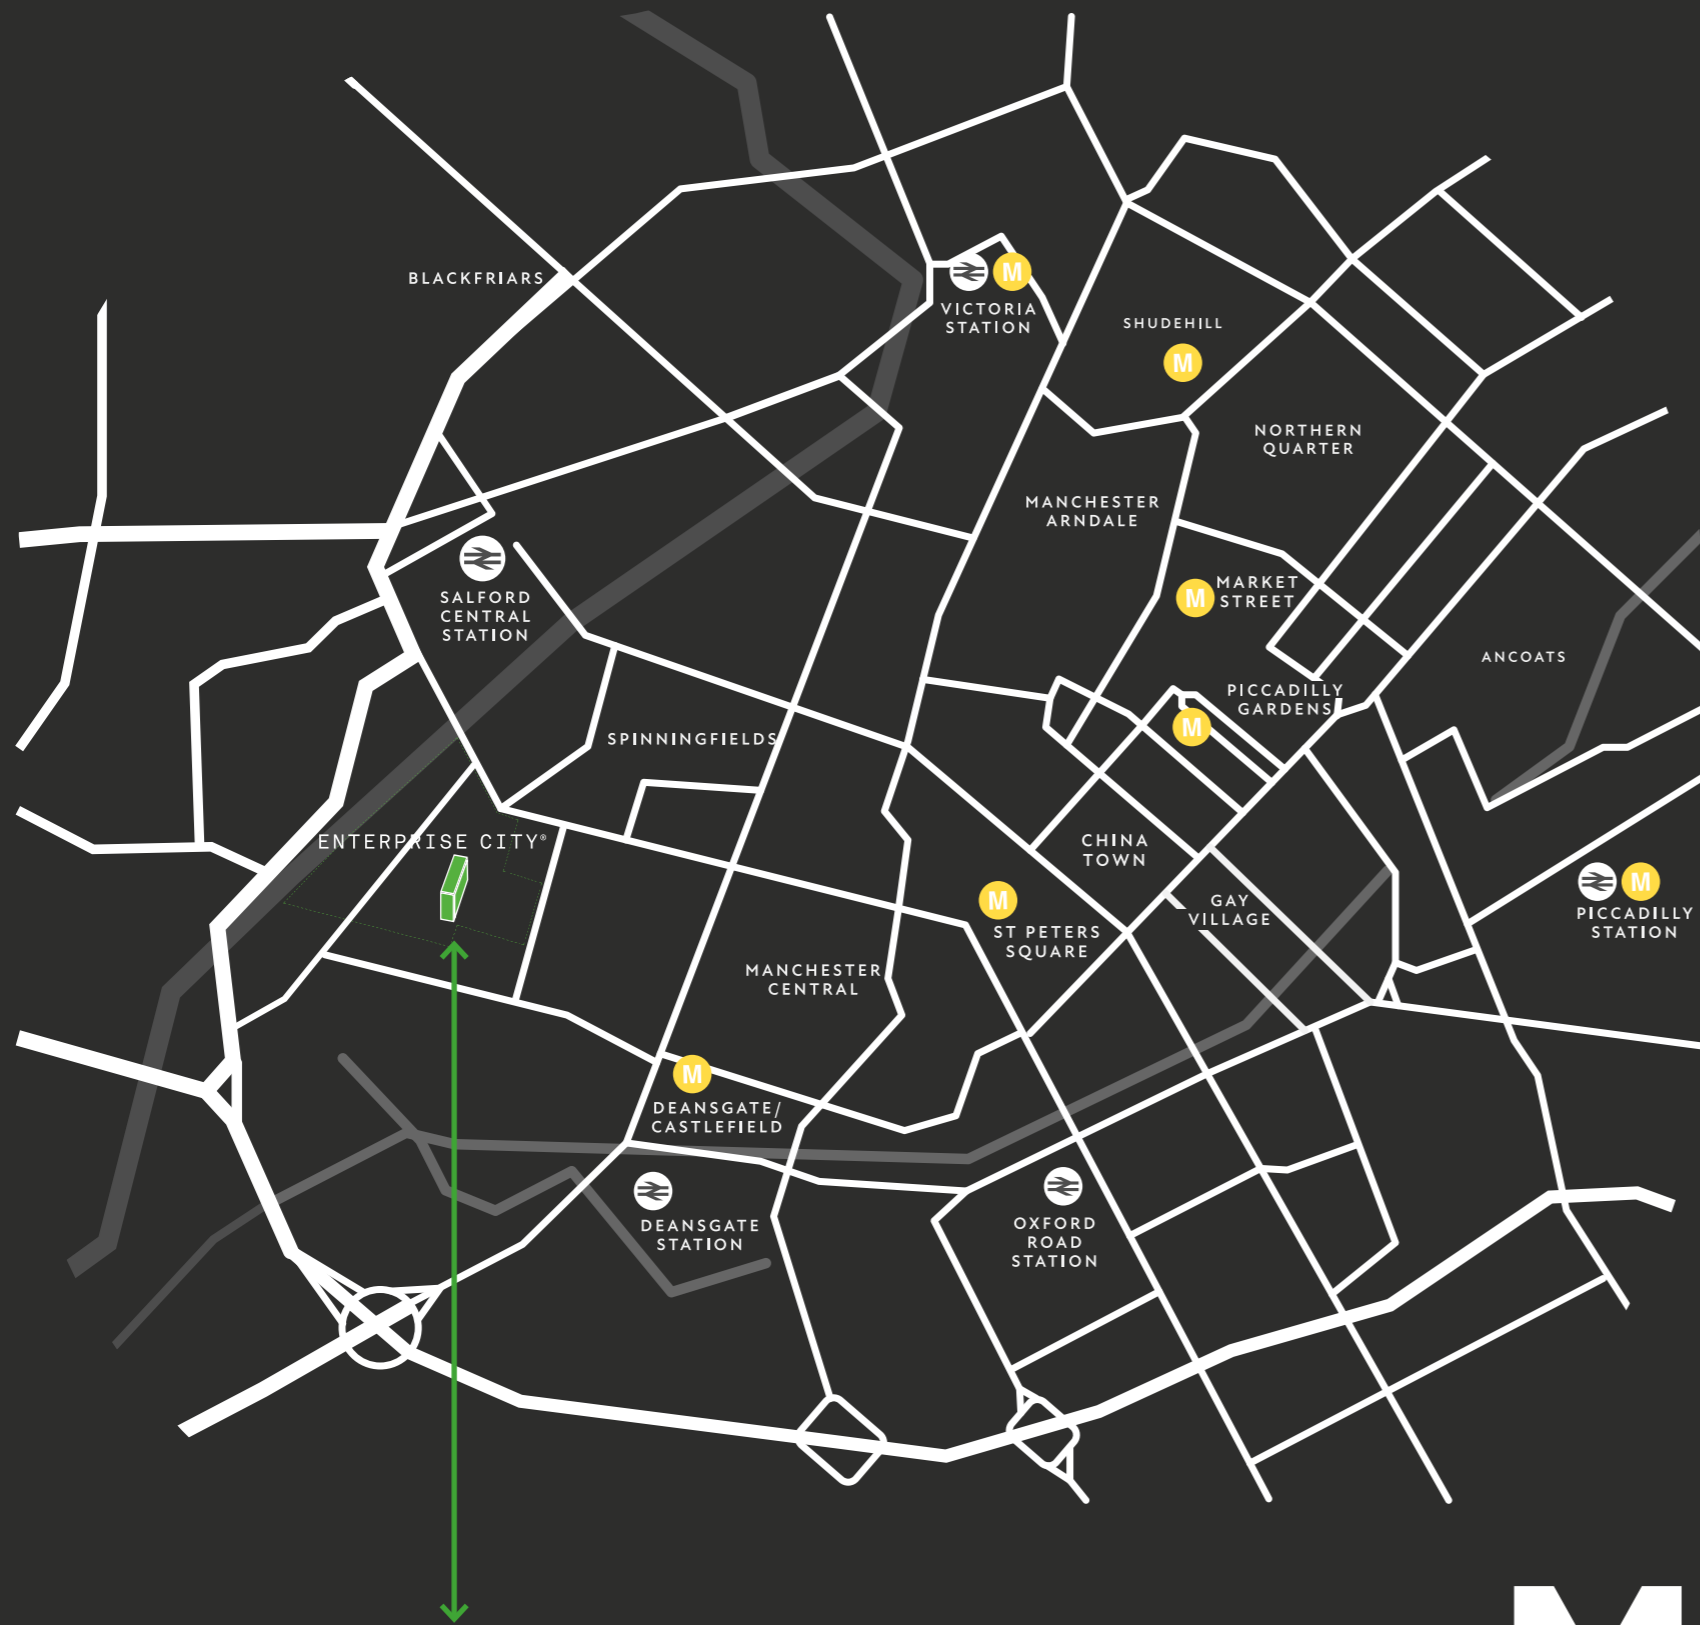 BLACKFRIARS
M
VICTORIA
STATION
SHUDEHILL
M
NORTHERN
QUARTER
MANCHESTER
ARNDALE
SALFORD
CENTRAL
STATION
M
MARKET
STREET
ANCOATS
PICCADILLY
GARDENS
M
SPINNINGFIELDS
ENTERPRISE CITY®
CHINA
TOWN
M
ST PETERS
SQUARE
GAY
VILLAGE
M
PICCADILLY
STATION
MANCHESTER
CENTRAL
M
DEANSGATE/
CASTLEFIELD
DEANSGATE
STATION
OXFORD
ROAD
STATION